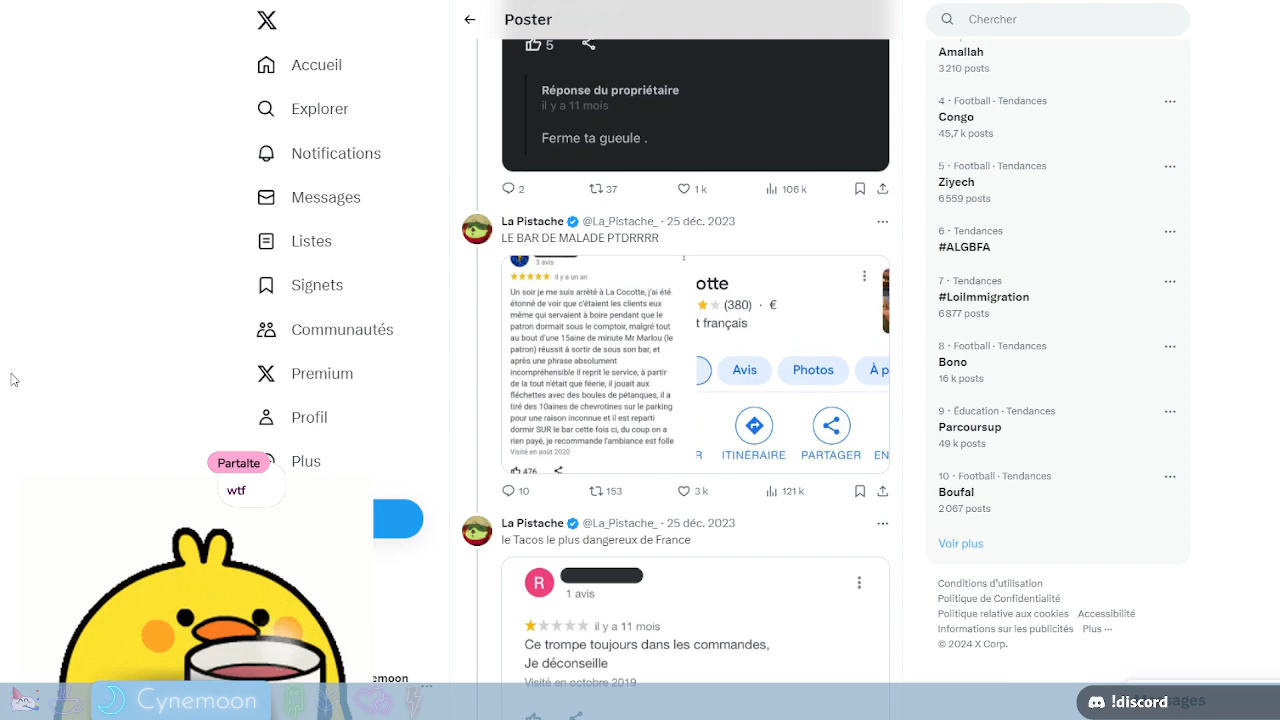 Accueil
Explorer
Notifications
Messages
Listes
Signets
Communautés
Premium
Profil
Plus
Partalte
wtf
Cynemoon
Poster
5
Réponse du propriétaire
il y a 11 mois
Ferme ta gueule .
2
37
1 k
106 k
La Pistache @La_Pistache_ · 25 déc. 2023
LE BAR DE MALADE PTDRRRR
3 avis
il y a un an
Un soir je me suis arrêté à La Cocotte, j'ai été
étonné de voir que c'étaient les clients eux
même qui servaient à boire pendant que le
patron dormait sous le comptoir, malgré tout
au bout d'une 15aine de minute Mr Marlou (le
patron) réussit à sortir de sous son bar, et
après une phrase absolument
incompréhensible il reprit le service, à partir
de la tout n'était que féerie, il jouait aux
fléchettes avec des boules de pétanques, il a
tiré des 10aines de chevrotines sur le parking
pour une raison inconnue et il est reparti
dormir SUR le bar cette fois ci, du coup on a
rien payé, je recommande l'ambiance est folle
Visité en août 2020
476
otte
(380) · €
t français
Avis
Photos
À p
R
ITINÉRAIRE
PARTAGER
EN
10
153
3 k
121 k
La Pistache @La_Pistache_ · 25 déc. 2023
le Tacos le plus dangereux de France
R
1 avis
il y a 11 mois
Ce trompe toujours dans les commandes,
Je déconseille
Visité en octobre 2019
Chercher
Amallah
3 210 posts
4 · Football · Tendances
Congo
45,7 k posts
5 · Football · Tendances
Ziyech
6 559 posts
6 · Tendances
#ALGBFA
7 · Tendances
#LoiImmigration
6 877 posts
8 · Football · Tendances
Bono
16 k posts
9 · Éducation · Tendances
Parcoursup
49 k posts
10 · Football · Tendances
Boufal
2 067 posts
Voir plus
Conditions d'utilisation
Politique de Confidentialité
Politique relative aux cookies Accessibilité
Informations sur les publicités Plus ···
© 2024 X Corp.
Messages
!discord